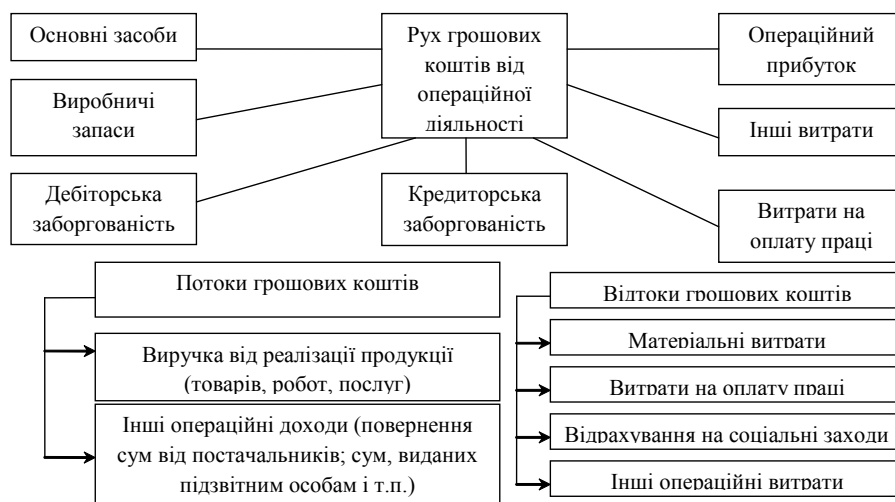 Основні засоби
Рух грошових
коштів від
операційної
діяльності
Операційний
прибуток
Виробничі
запаси
Інші витрати
Дебіторська
заборгованість
Кредиторська
заборгованість
Витрати на
оплату праці
Потоки грошових коштів
Виручка від реалізації продукції
(товарів, робот, послуг)
Інші операційні доходи (повернення
сум від постачальників; сум, виданих
підзвітним особам і т.п.)
Відтоки грошових коштів
Матеріальні витрати
Витрати на оплату праці
Відрахування на соціальні заходи
Інші операційні витрати